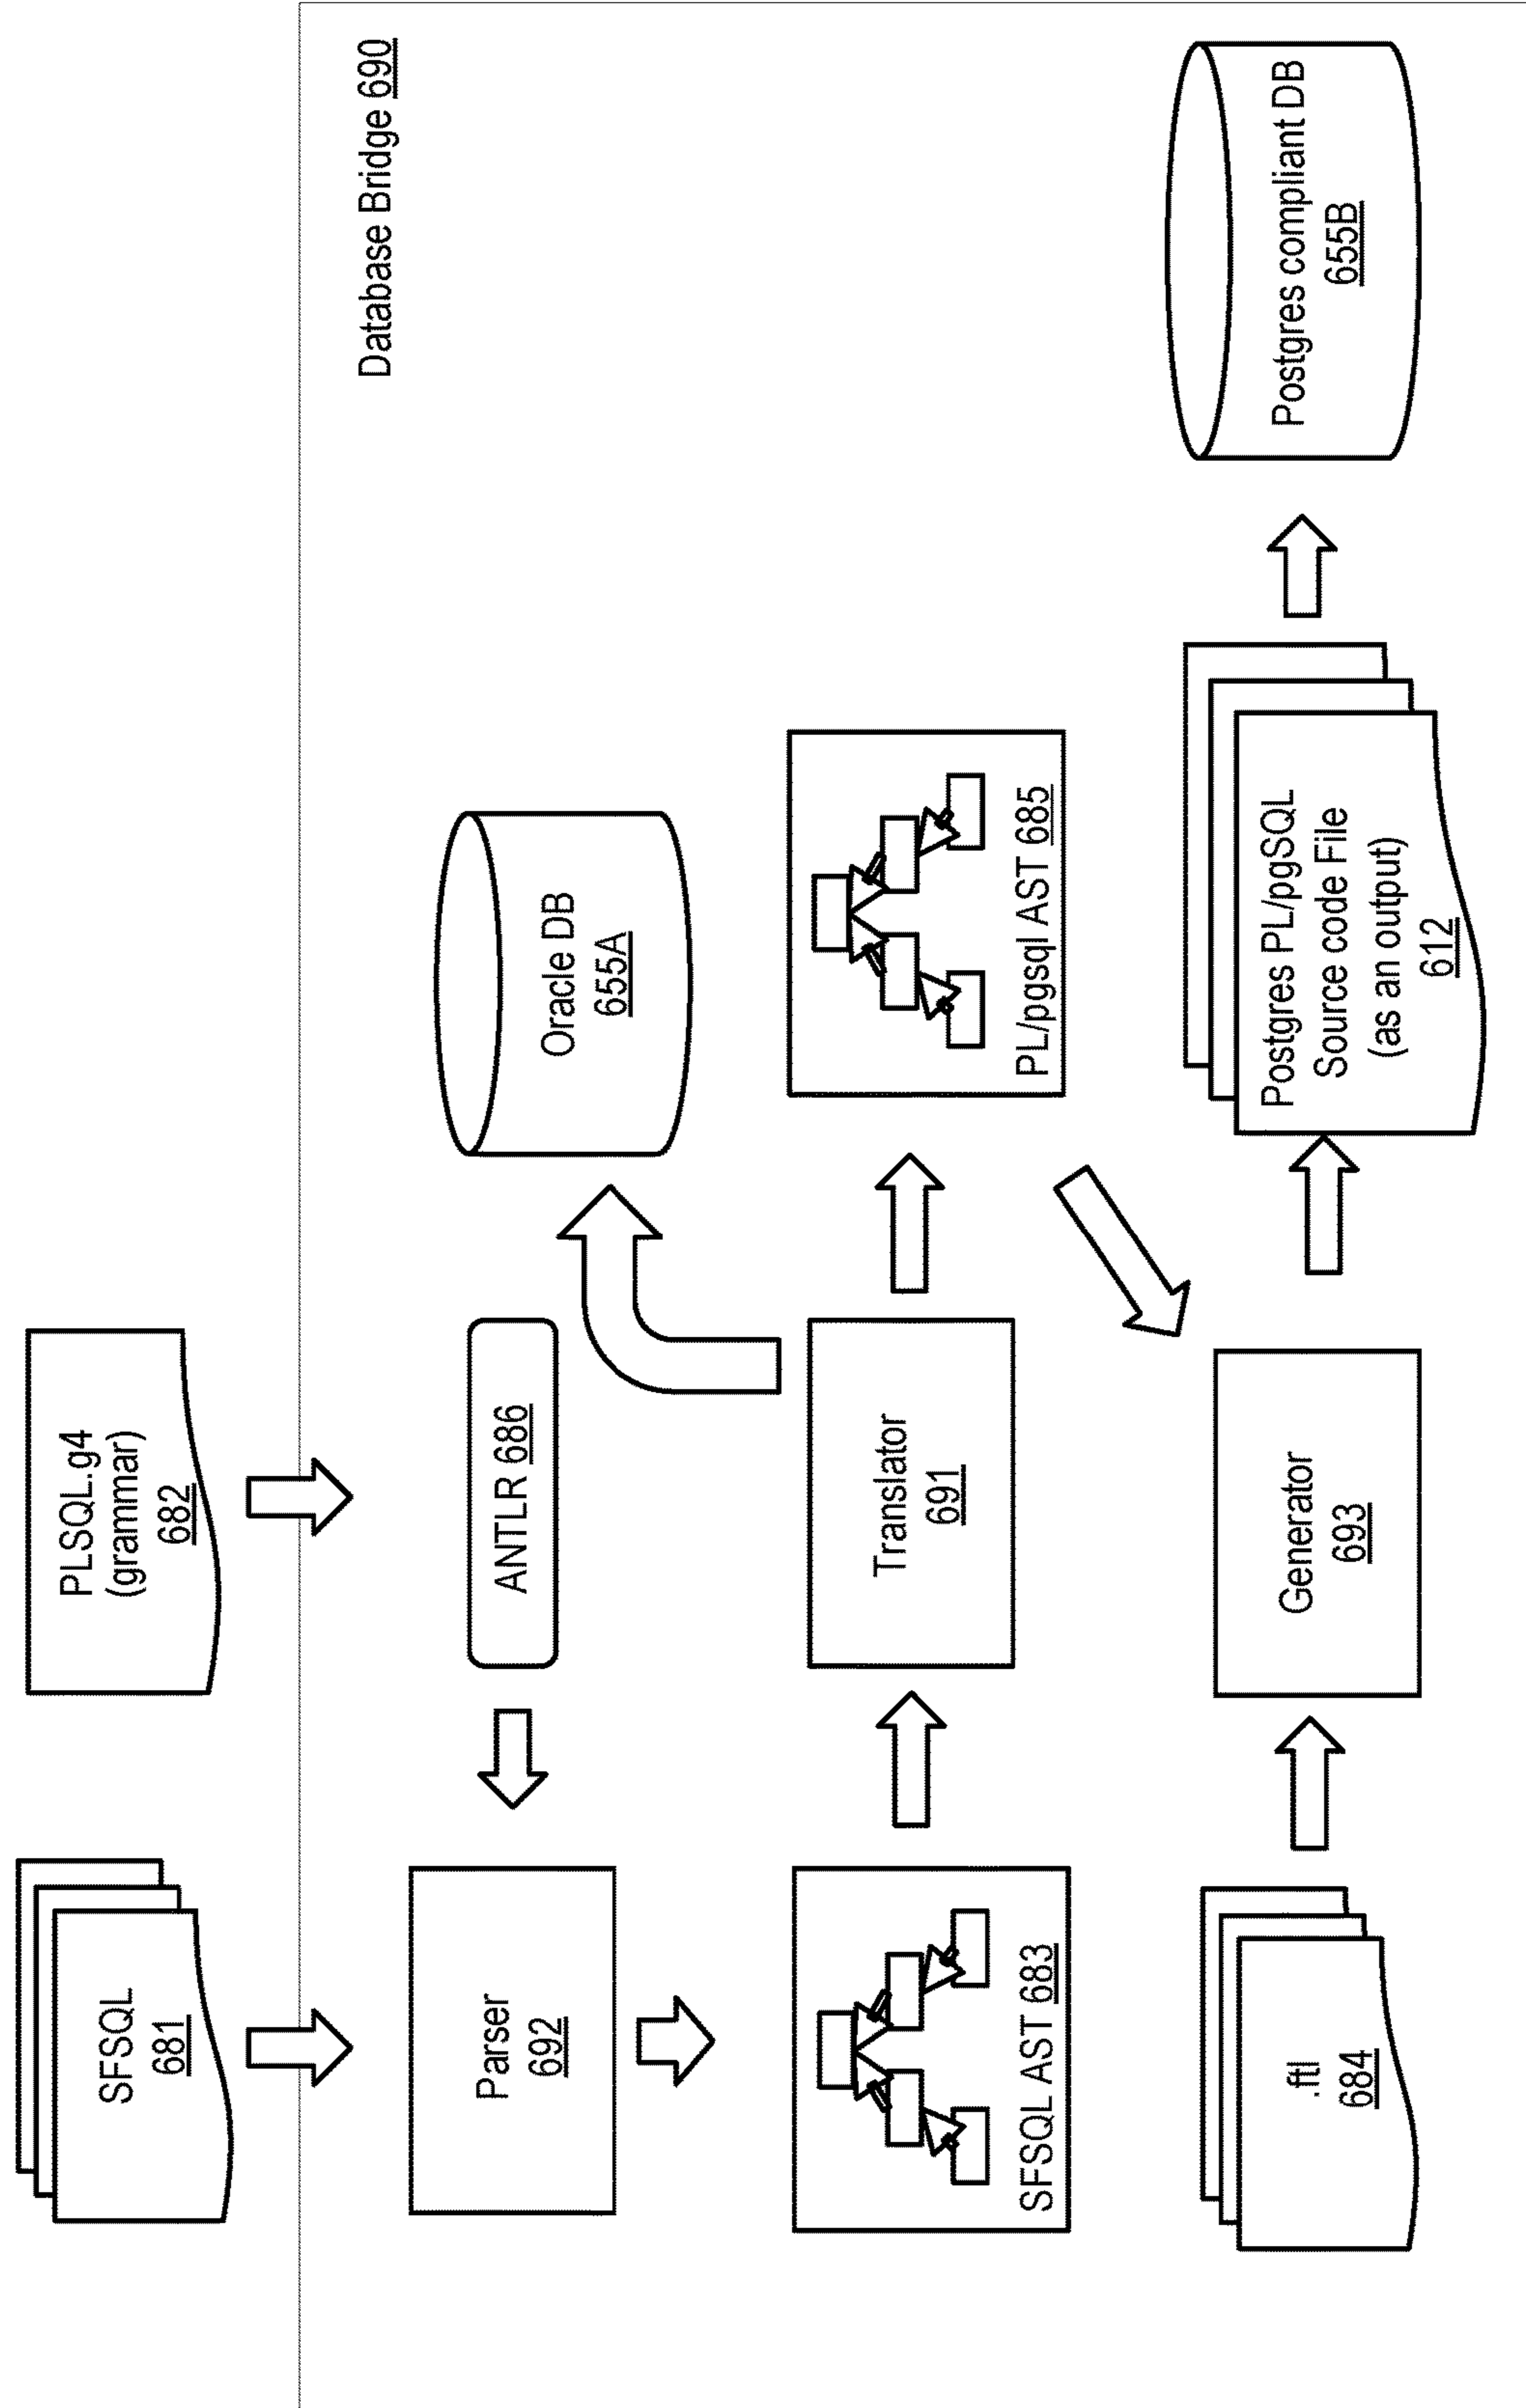 SFSQL
681
PLSQL.g4
(grammar)
682
Database Bridge 690
Parser
692
ANTLR 686
Oracle DB
655A
SFSQL AST 683
Translator
691
PL/pgsql AST 685
.ftl
684
Generator
693
Postgres PL/pgSQL
Source code File
(as an output)
612
Postgres compliant DB
655B